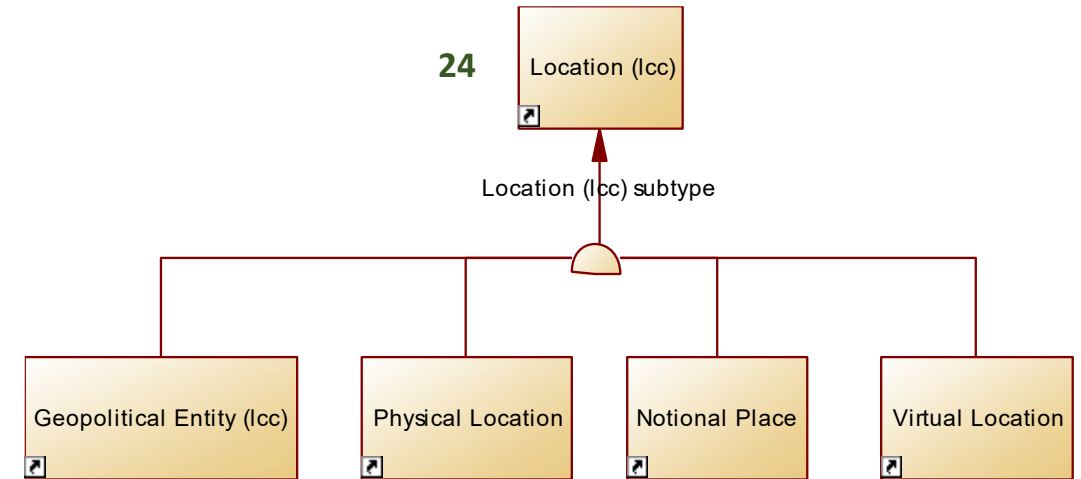 24
Location (lcc)
Location (lcc) subtype
Geopolitical Entity (lcc)
Physical Location
Notional Place
Virtual Location